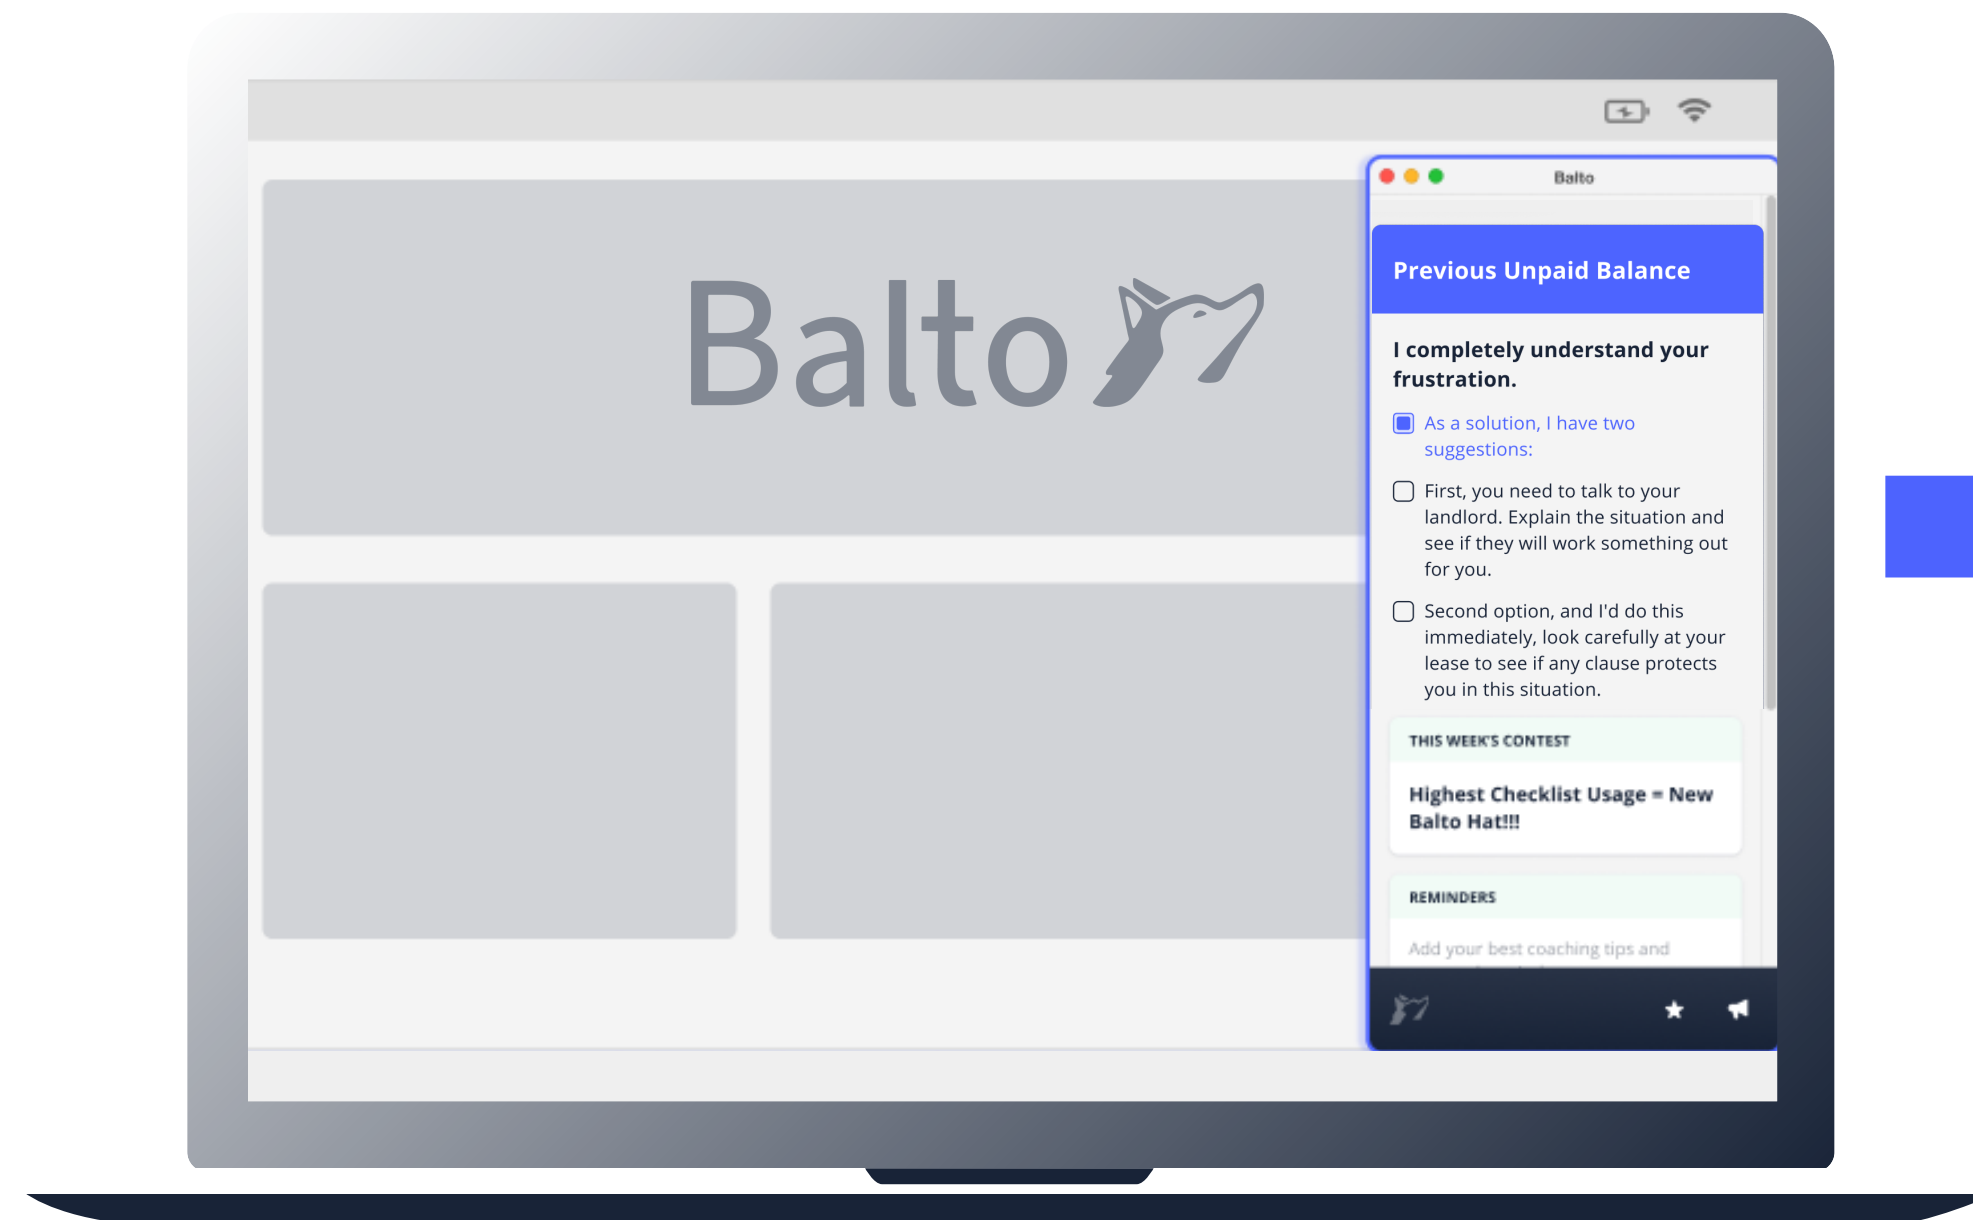 Balto
Balto
Previous Unpaid Balance
I completely understand your
frustration.
As a solution, I have two
suggestions:
First, you need to talk to your
landlord. Explain the situation and
see if they will work something out
for you.
Second option, and I'd do this
immediately, look carefully at your
lease to see if any clause protects
you in this situation.
THIS WEEK'S CONTEST
Highest Checklist Usage = New
Balto Hat!!!
REMINDERS
Add your best coaching tips and